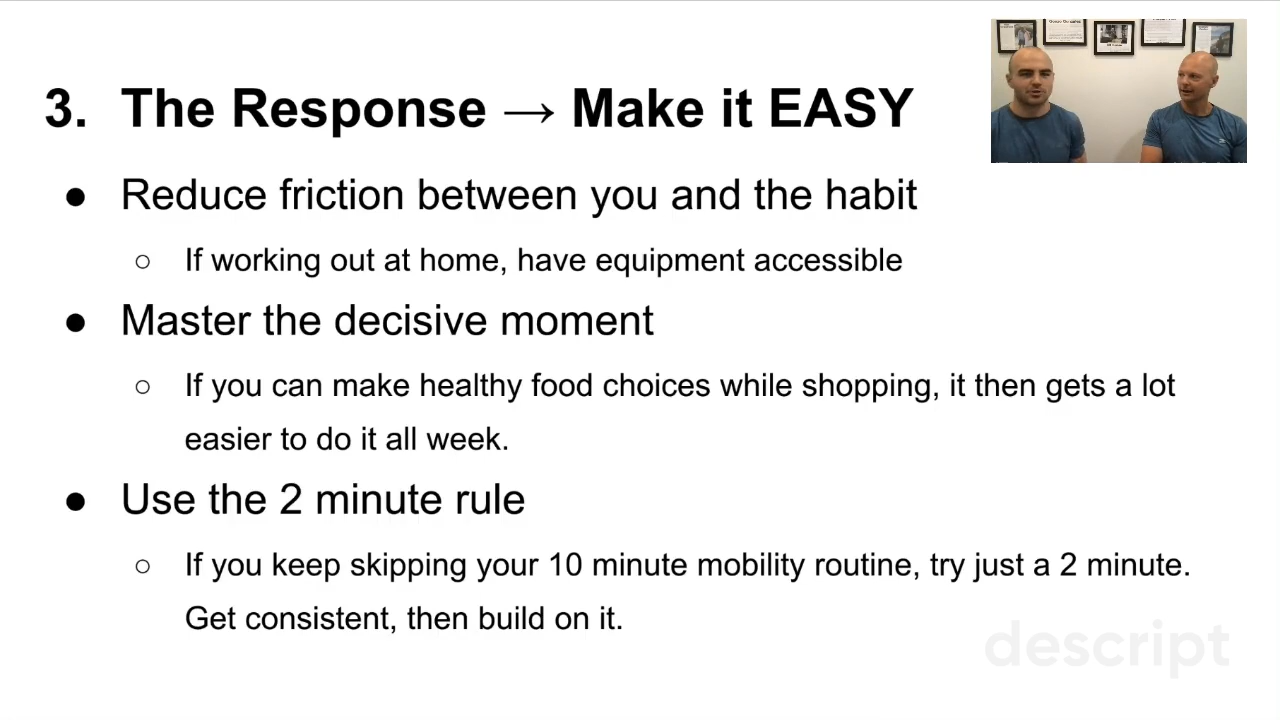 3. The Response → Make it EASY
● Reduce friction between you and the habit
○ If working out at home, have equipment accessible
● Master the decisive moment
○ If you can make healthy food choices while shopping, it then gets a lot
easier to do it all week.
● Use the 2 minute rule
○ If you keep skipping your 10 minute mobility routine, try just a 2 minute.
Get consistent, then build on it.
descript